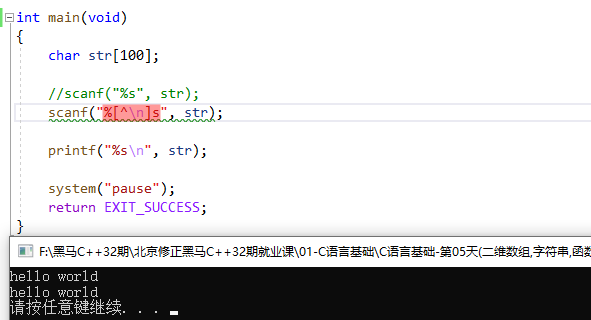 int main(void)
{
char str[100];
//scanf("%s", str);
scanf("%[^\n]s", str);
printf("%s\n", str);
system("pause");
return EXIT_SUCCESS;
}
F:\黑马C++32期\北京修正黑马C++32期就业课\01-C语言基础\C语言基础-第05天(二维数组,字符串,函数
hello world
hello world
请按任意键继续. . .